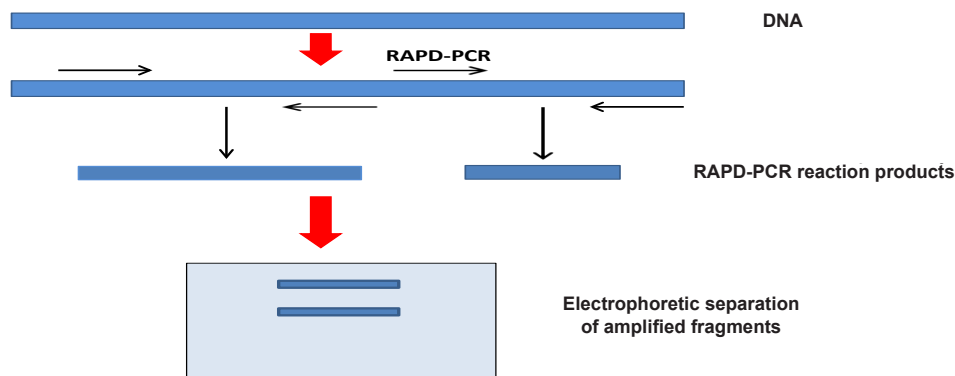 DNA
RAPD-PCR
RAPD-PCR reaction products
Electrophoretic separation
of amplified fragments